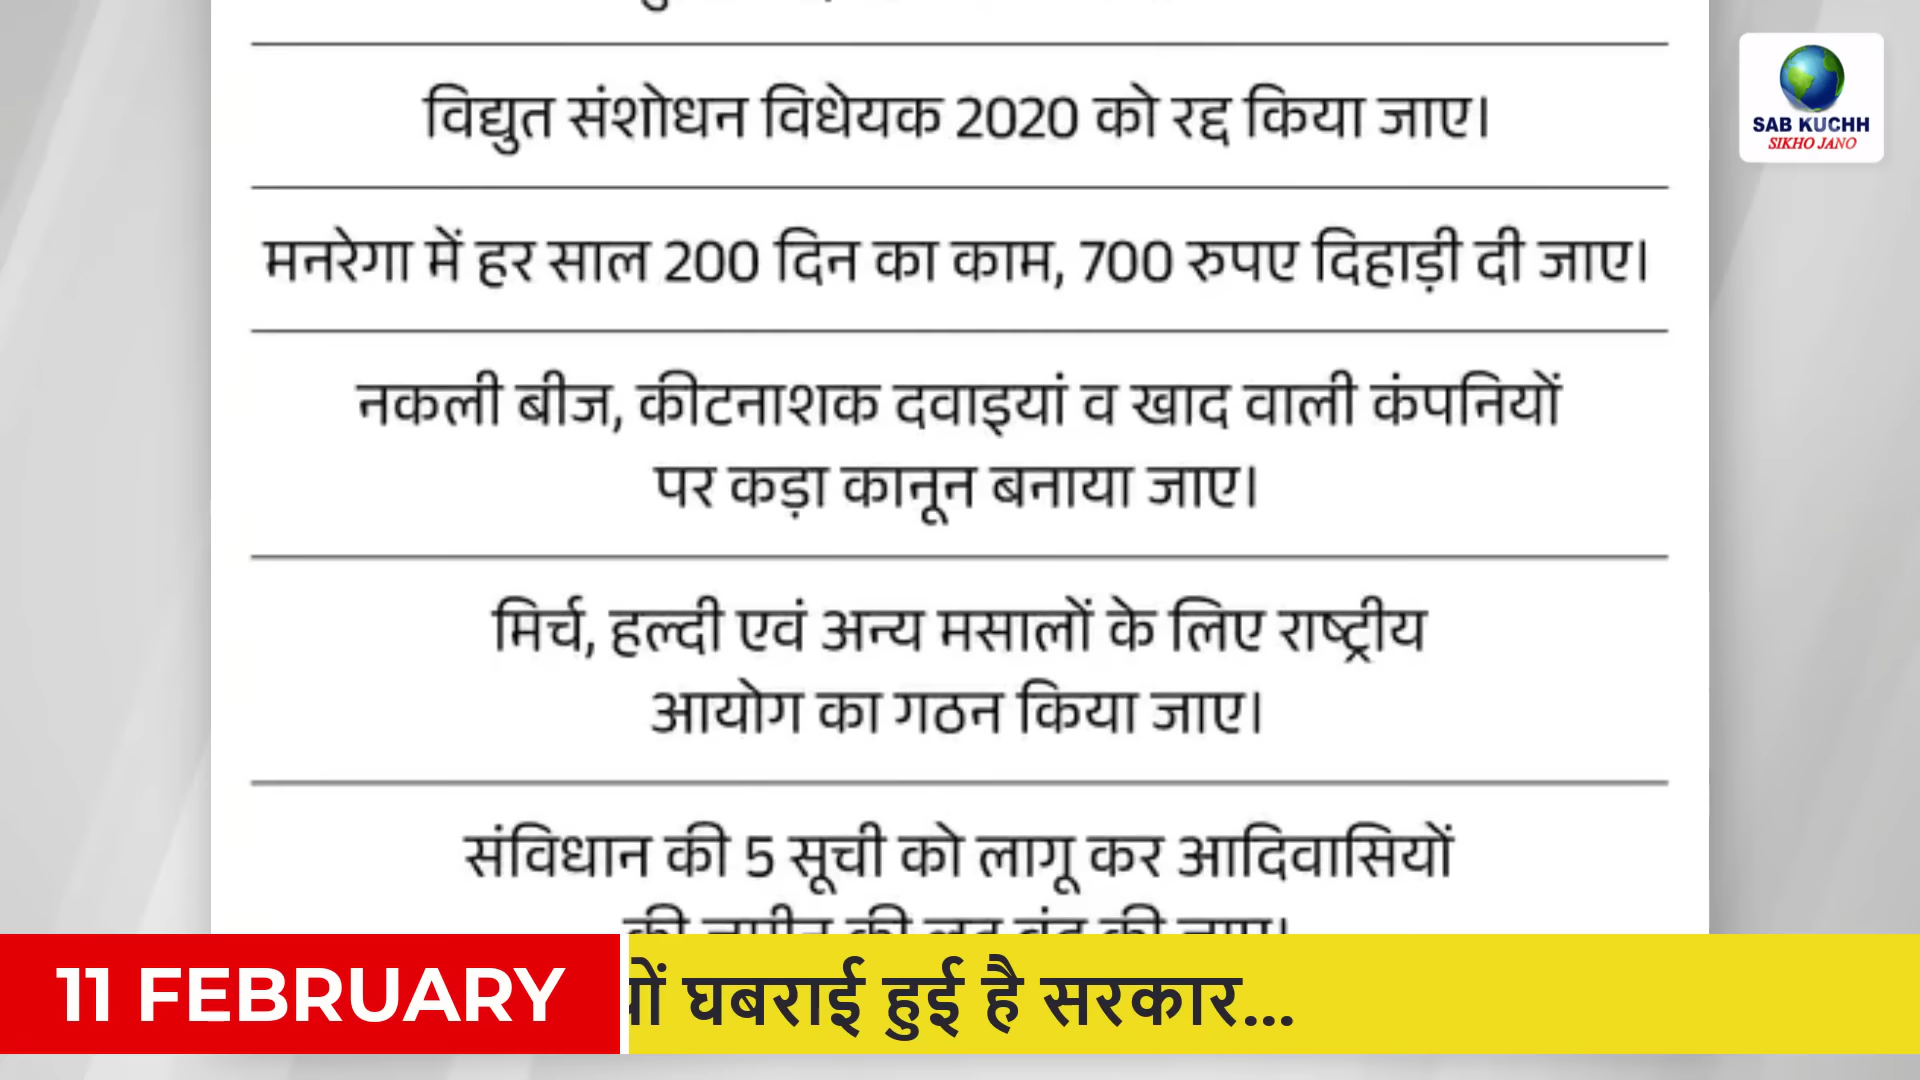 विद्युत संशोधन विधेयक 2020 को रद्द किया जाए।
SAB KUCHH
SIKHO JANO
मनरेगा में हर साल 200 दिन का काम, 700 रुपए दिहाड़ी दी जाए।
नकली बीज, कीटनाशक दवाइयां व खाद वाली कंपनियों
पर कड़ा कानून बनाया जाए।
मिर्च, हल्दी एवं अन्य मसालों के लिए राष्ट्रीय
आयोग का गठन किया जाए।
संविधान की 5 सूची को लागू कर आदिवासियों
11 FEBRUARY
घबराई हुई है सरकार...